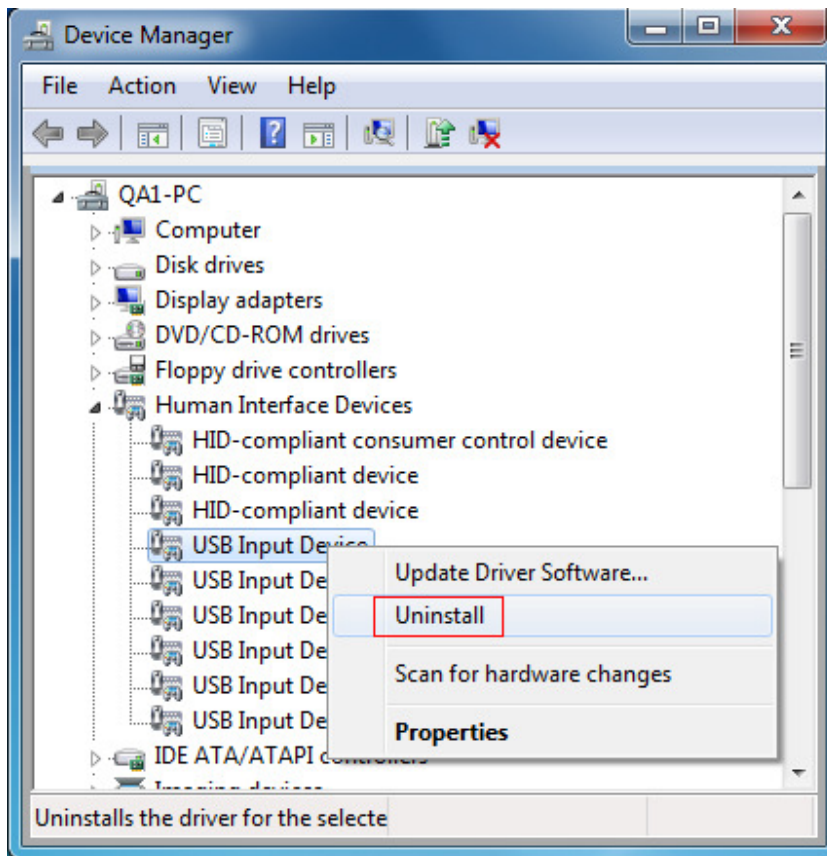 Device Manager
File Action View Help
QA1-PC
Computer
Disk drives
Display adapters
DVD/CD-ROM drives
Floppy drive controllers
Human Interface Devices
HID-compliant consumer control device
HID-compliant device
HID-compliant device
USB Input Device
Update Driver Software...
USB Input De
Uninstall
USB Input De
USB Input De
Scan for hardware changes
USB Input De
USB Input De
Properties
IDE ATA/ATAPI controllers
Imaging devices
Uninstalls the driver for the selecte